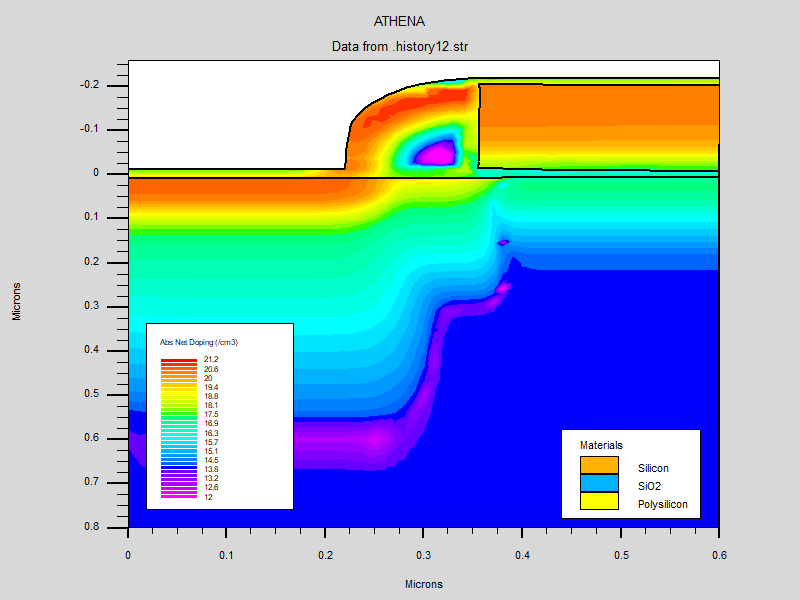 ATHENA
Data from .history12.str
-0.2
-0.1
0
0.1
0.2
0.3
0.4
0.5
0.6
0.7
0.8
Microns
Abs Net Doping (/cm3)
21.2
20.6
20
19.4
18.8
18.1
17.5
16.9
16.3
15.7
15.1
14.5
13.8
13.2
12.6
12
Materials
Silicon
SiO2
Polysilicon
0 0.1 0.2 0.3 0.4 0.5 0.6
Microns